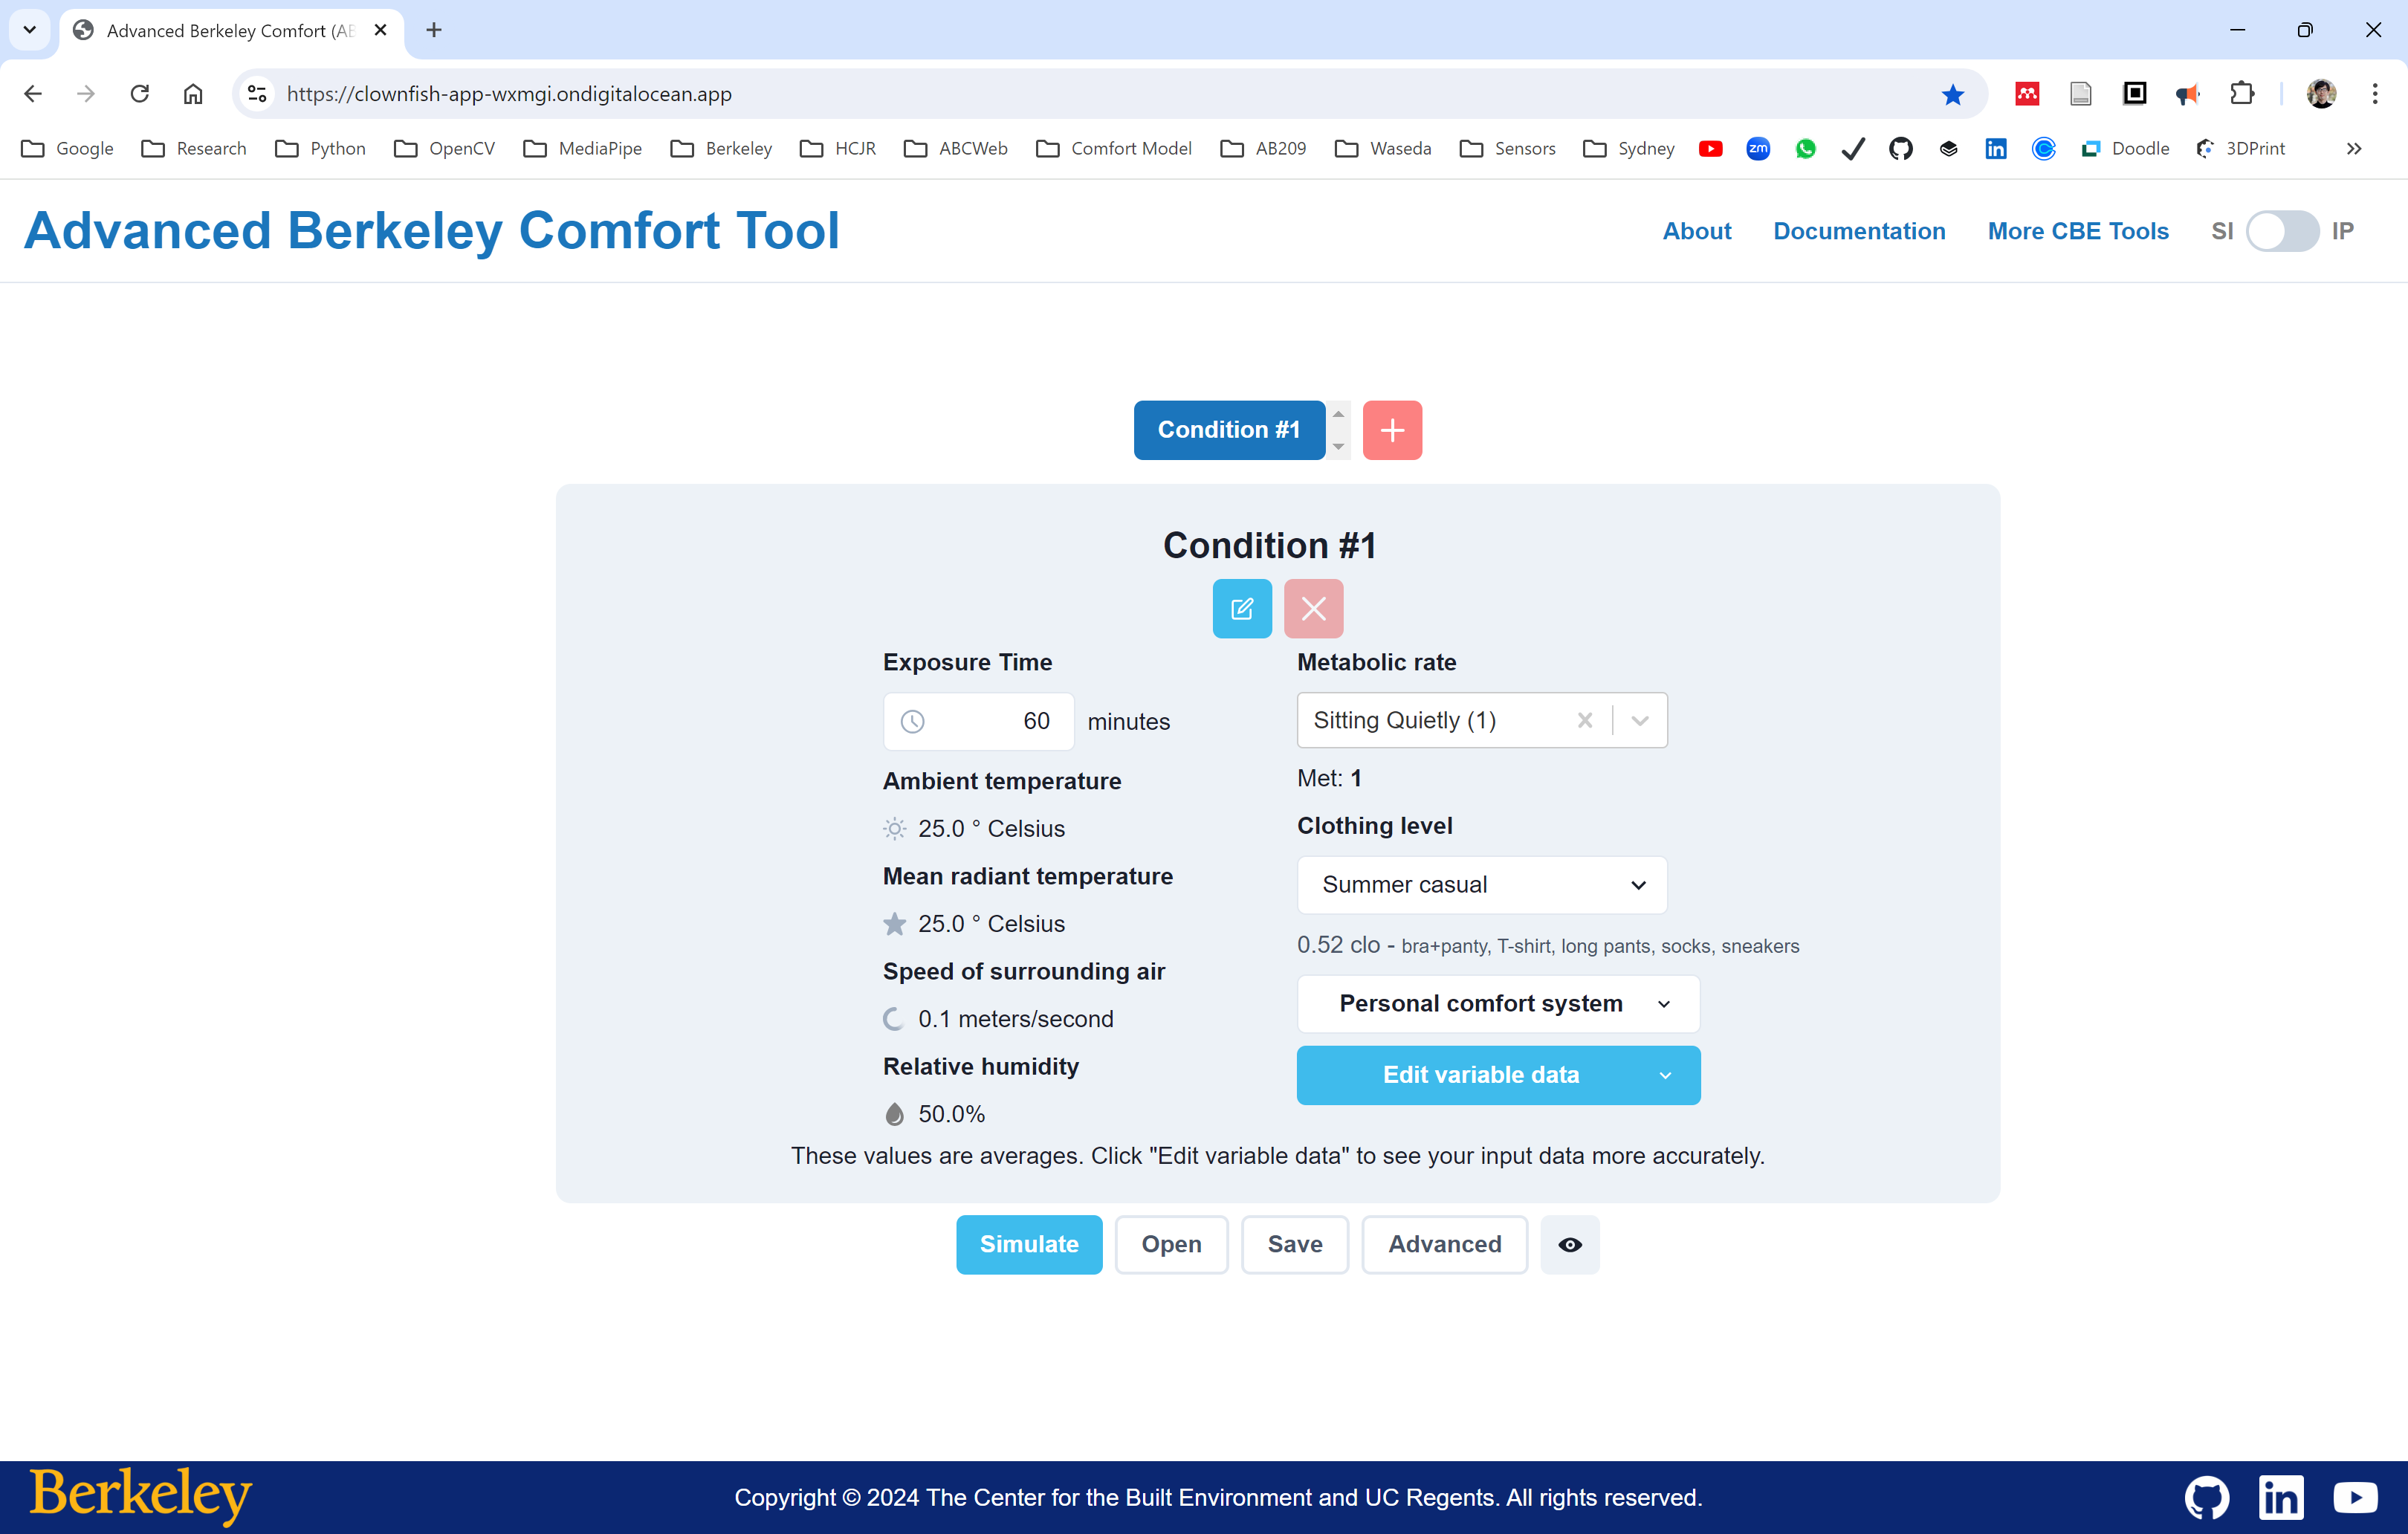 Advanced Berkeley Comfort (AB
https://clownfish-app-wxmgi.ondigitalocean.app
Google Research Python OpenCV MediaPipe Berkeley HCJR ABCWeb Comfort Model AB209 Waseda Sensors Sydney zm in Doodle 3DPrint
Advanced Berkeley Comfort Tool
About Documentation More CBE Tools SI IP
Condition #1
Condition #1
Exposure Time
60 minutes
Ambient temperature
25.0 ° Celsius
Mean radiant temperature
25.0 ° Celsius
Speed of surrounding air
0.1 meters/second
Relative humidity
50.0%
Metabolic rate
Sitting Quietly (1)
Met: 1
Clothing level
Summer casual
0.52 clo - bra+panty, T-shirt, long pants, socks, sneakers
Personal comfort system
Edit variable data
These values are averages. Click "Edit variable data" to see your input data more accurately.
Simulate Open Save Advanced
Berkeley
Copyright © 2024 The Center for the Built Environment and UC Regents. All rights reserved.
in